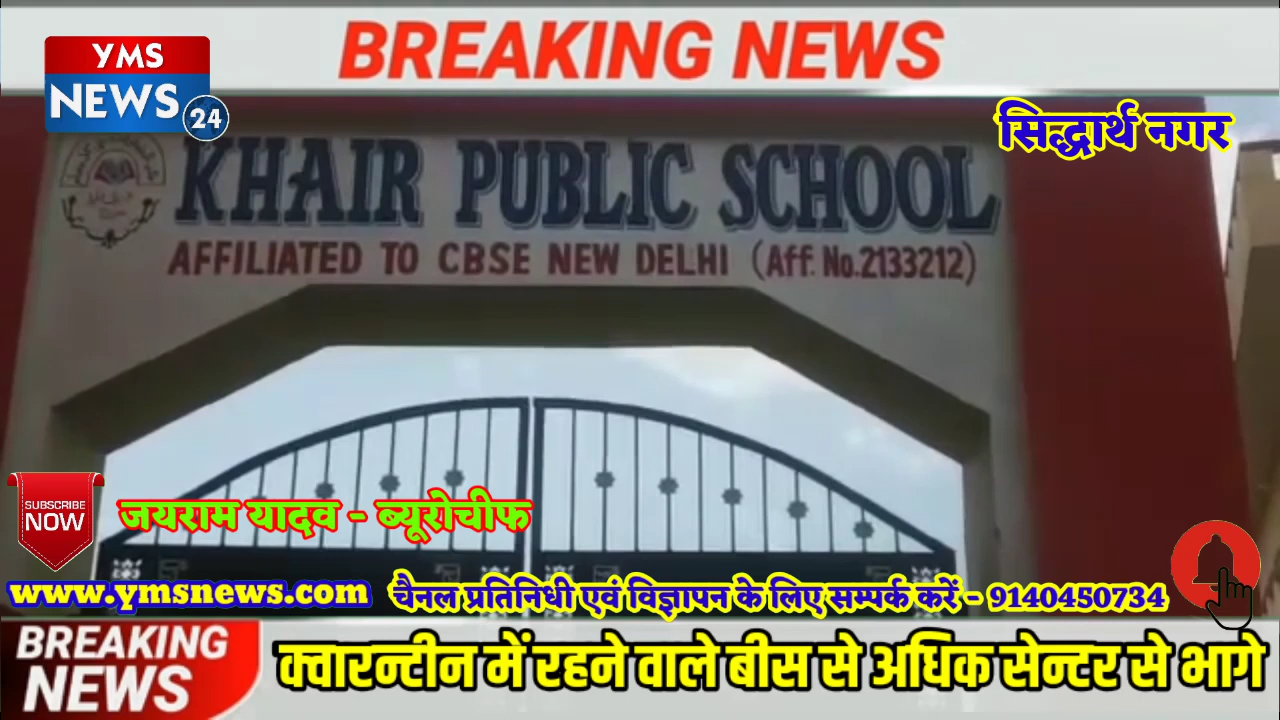 BREAKING NEWS
YMS
NEWS
24
सिद्धार्थ नगर
KHAIR PUBLIC SCHOOL
AFFILIATED TO CBSE NEW DELHI (Aff. No.2133212)
SUBSCRIBE
NOW
जयराम यादव - ब्यूरोचीफ
www.ymsnews.com
चैनल प्रतिनिधी एवं विज्ञापन के लिए सम्पर्क करें - 9140450734
BREAKING
NEWS
क्वारन्टीन में रहने वाले बीस से अधिक सेन्टर से भागे